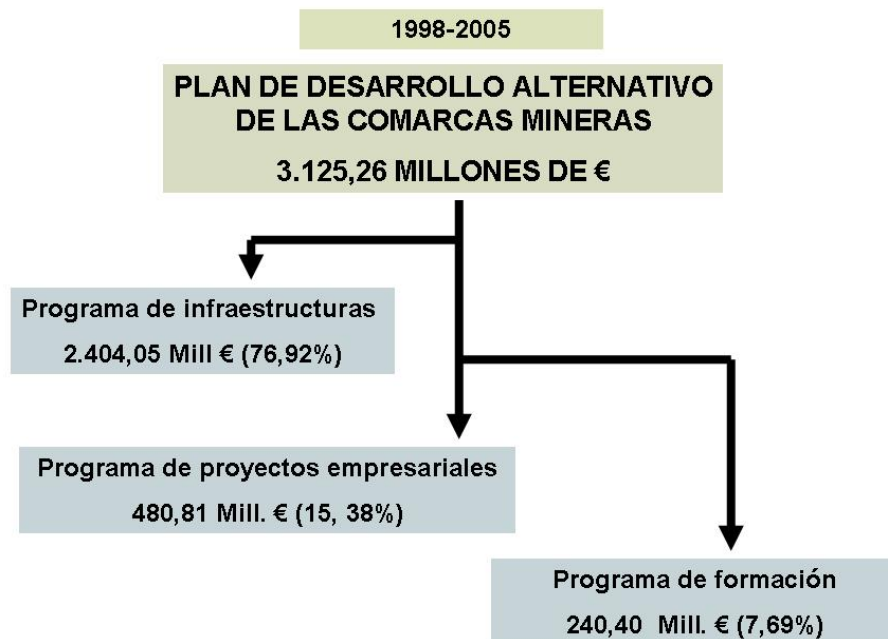 1998-2005
PLAN DE DESARROLLO ALTERNATIVO
DE LAS COMARCAS MINERAS
3.125,26 MILLONES DE €
Programa de infraestructuras
2.404,05 Mill € (76,92%)
Programa de proyectos empresariales
480,81 Mill. € (15, 38%)
Programa de formación
240,40 Mill. € (7,69%)